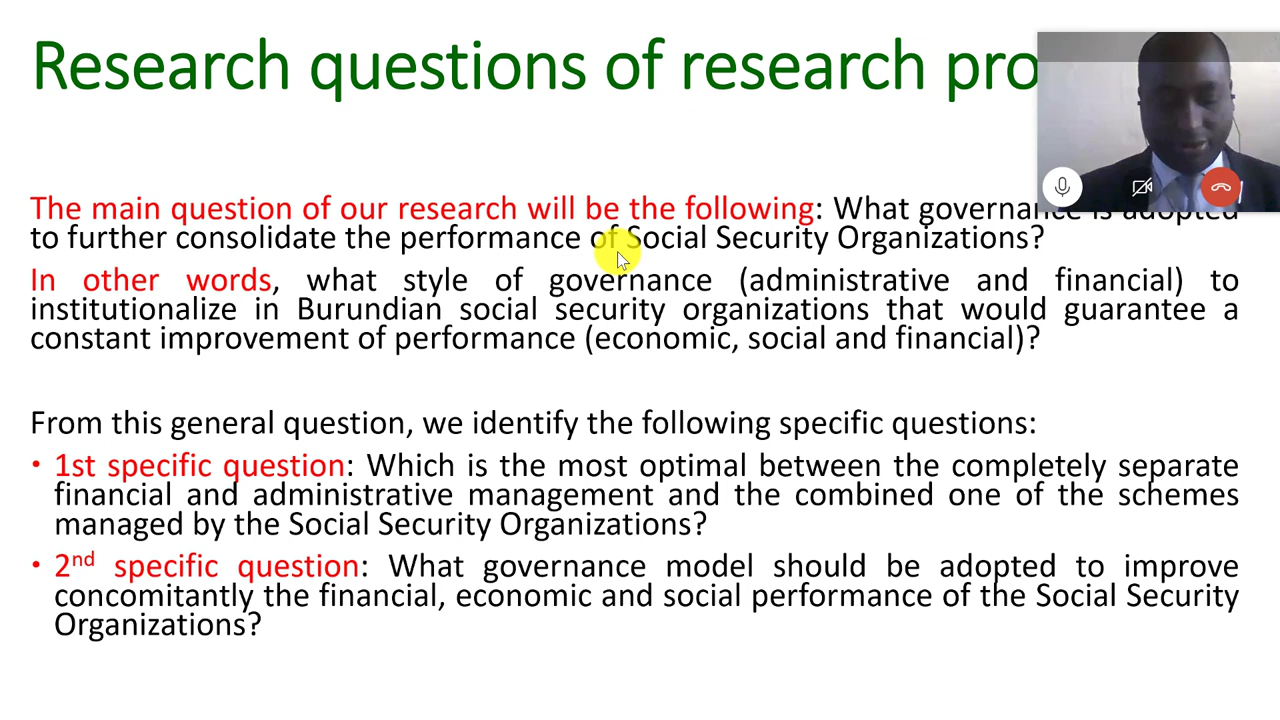 Research questions of research pro
The main question of our research will be the following: What governance is adopted
to further consolidate the performance of Social Security Organizations?
In other words, what style of governance (administrative and financial) to
institutionalize in Burundian social security organizations that would guarantee a
constant improvement of performance (economic, social and financial)?
From this general question, we identify the following specific questions:
• 1st specific question: Which is the most optimal between the completely separate
financial and administrative management and the combined one of the schemes
managed by the Social Security Organizations?
• 2nd specific question: What governance model should be adopted to improve
concomitantly the financial, economic and social performance of the Social Security
Organizations?